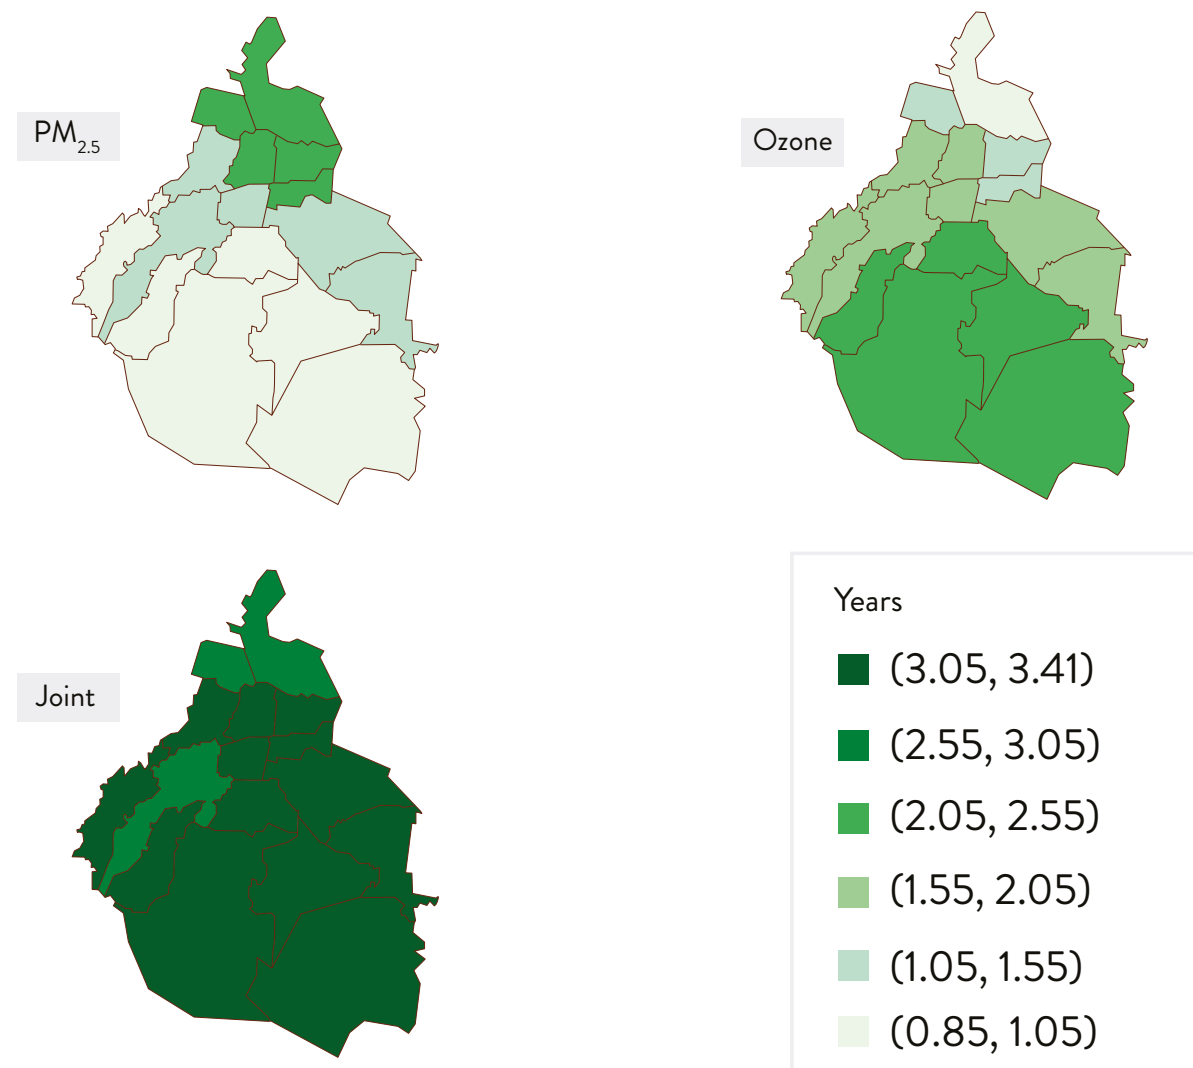 PM2.5
Ozone
Joint
Years
(3.05, 3.41)
(2.55, 3.05)
(2.05, 2.55)
(1.55, 2.05)
(1.05, 1.55)
(0.85, 1.05)